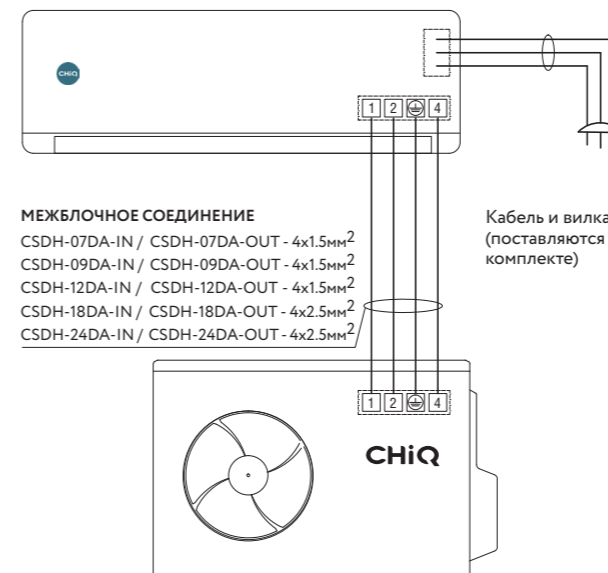 CHiQ
1 2 4
МЕЖБЛОЧНОЕ СОЕДИНЕНИЕ
CSDH-07DA-IN / CSDH-07DA-OUT - 4x1.5мм2
CSDH-09DA-IN / CSDH-09DA-OUT - 4x1.5мм2
CSDH-12DA-IN / CSDH-12DA-OUT - 4x1.5мм2
CSDH-18DA-IN / CSDH-18DA-OUT - 4x2.5мм2
CSDH-24DA-IN / CSDH-24DA-OUT - 4x2.5мм2
Кабель и вилка
(поставляются
комплекте)
1 2 4
CHiQ